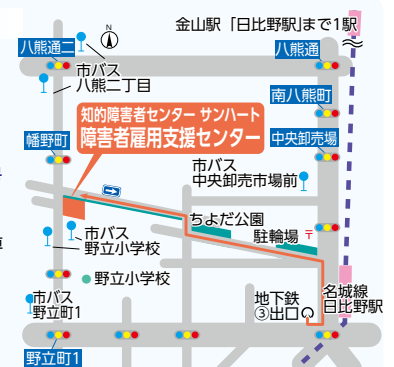 金山駅「日比野駅」まで1駅
N
八熊通二
市バス
八熊二丁目
八熊通
南八熊町
知的障害者センター サンハート
障害者雇用支援センター
幡野町
中央卸売場
市バス
中央卸売市場前
ちよだ公園
駐輪場
〒
市バス
野立小学校
野立小学校
市バス
野立町1
地下鉄
③出口
名城線
日比野駅
野立町1